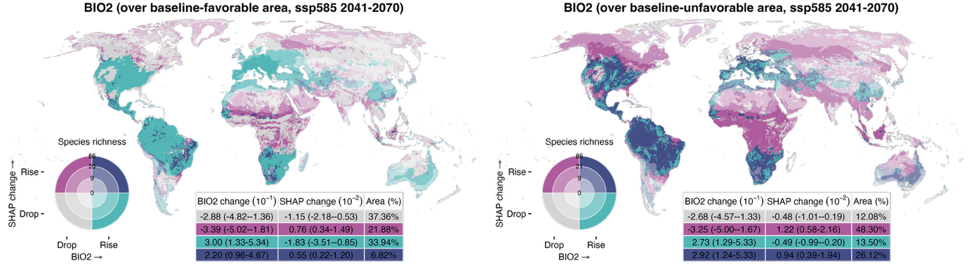 BIO2 (over baseline-favorable area, ssp585 2041-2070)
Species richness
86
20
9
0
SHAP change →
Rise
Drop
Drop
Rise
BIO2 →
BIO2 change (10⁻¹) SHAP change (10⁻²) Area (%)
-2.88 (-4.82--1.36) -1.15 (-2.18--0.53) 37.36%
-3.39 (-5.02--1.81) 0.76 (0.34-1.49) 21.88%
3.00 (1.33-5.34) -1.83 (-3.51--0.85) 33.94%
2.20 (0.96-4.67) 0.55 (0.22-1.20) 6.82%
BIO2 (over baseline-unfavorable area, ssp585 2041-2070)
Species richness
86
20
9
0
SHAP change →
Rise
Drop
Drop
Rise
BIO2 →
BIO2 change (10⁻¹) SHAP change (10⁻²) Area (%)
-2.68 (-4.57--1.33) -0.48 (-1.01--0.19) 12.08%
-3.25 (-5.00--1.67) 1.22 (0.58-2.16) 48.30%
2.73 (1.29-5.33) -0.49 (-0.99--0.20) 13.50%
2.92 (1.24-5.33) 0.94 (0.39-1.94) 26.12%